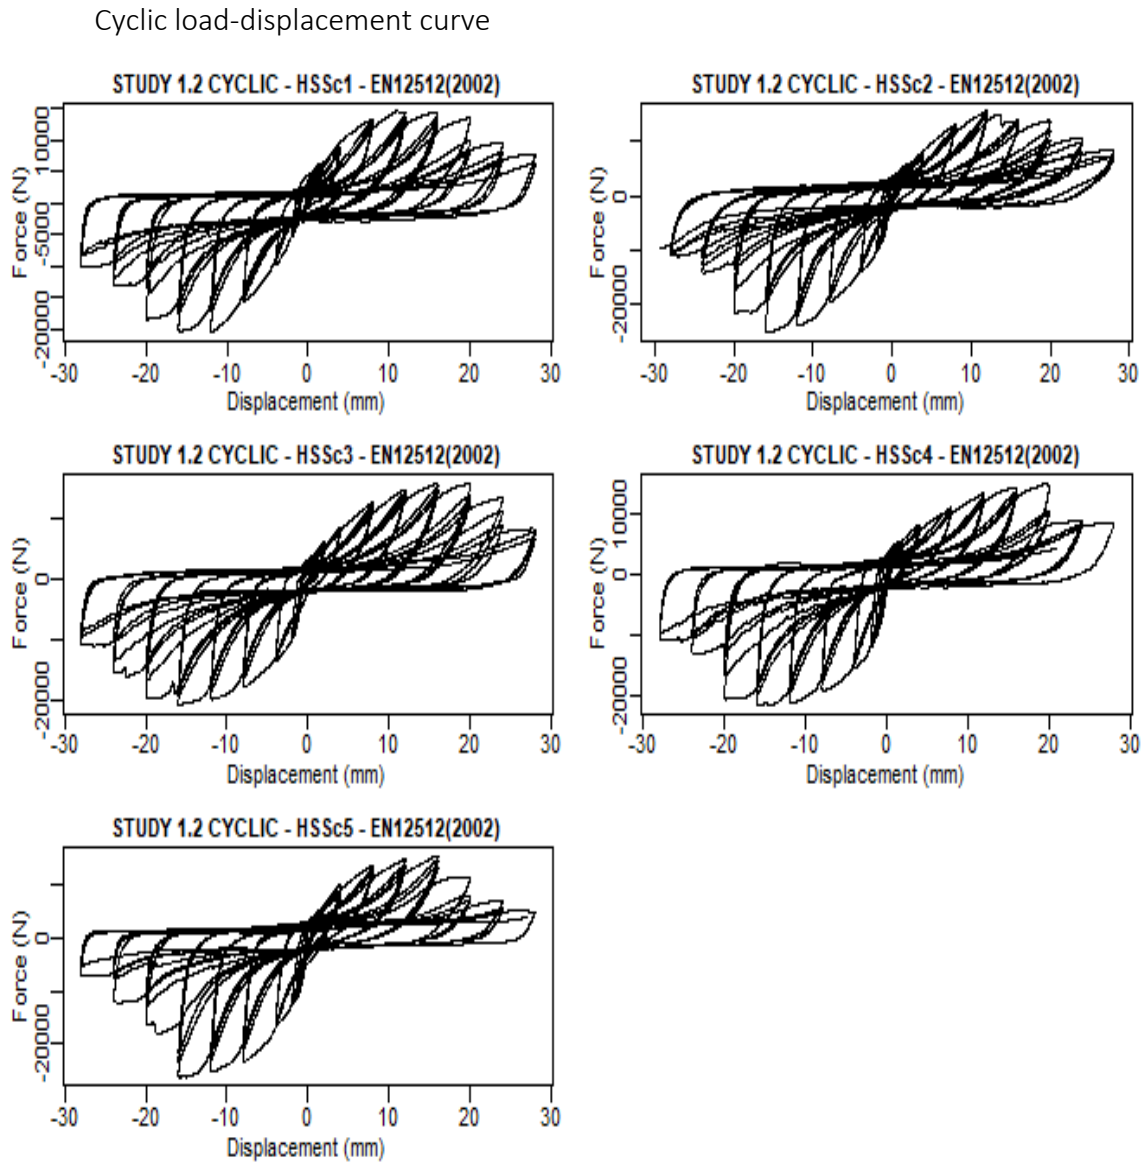 Cyclic load-displacement curve
STUDY 1.2 CYCLIC - HSSc1 - EN12512(2002)
Force (N)
10000
-5000
-20000
-30 -20 -10 0 10 20 30
Displacement (mm)
STUDY 1.2 CYCLIC - HSSc2 - EN12512(2002)
Force (N)
0
-20000
-30 -20 -10 0 10 20 30
Displacement (mm)
STUDY 1.2 CYCLIC - HSSc3 - EN12512(2002)
Force (N)
0
-20000
-30 -20 -10 0 10 20 30
Displacement (mm)
STUDY 1.2 CYCLIC - HSSc4 - EN12512(2002)
Force (N)
10000
0
-20000
-30 -20 -10 0 10 20 30
Displacement (mm)
STUDY 1.2 CYCLIC - HSSc5 - EN12512(2002)
Force (N)
0
-20000
-30 -20 -10 0 10 20 30
Displacement (mm)